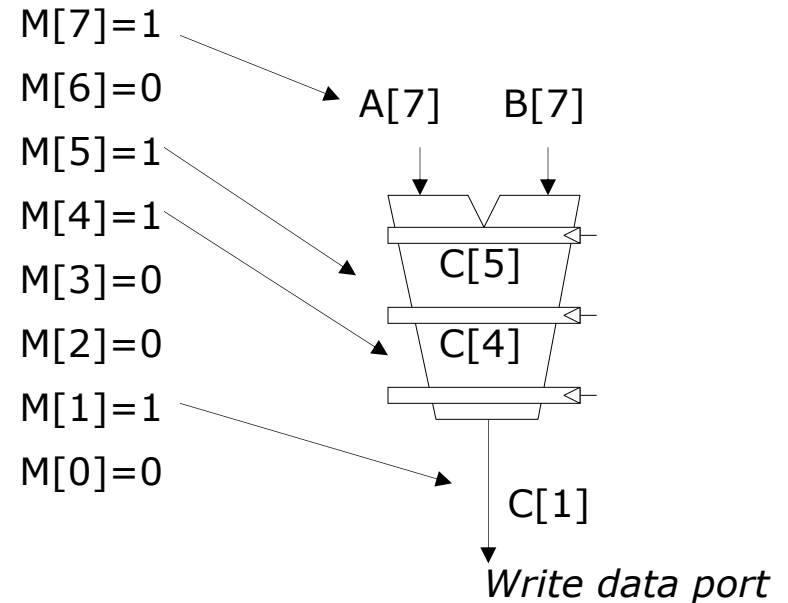 M[7]=1
M[6]=0
M[5]=1
M[4]=1
M[3]=0
M[2]=0
M[1]=1
M[0]=0
A[7] B[7]
C[5]
C[4]
C[1]
Write data port